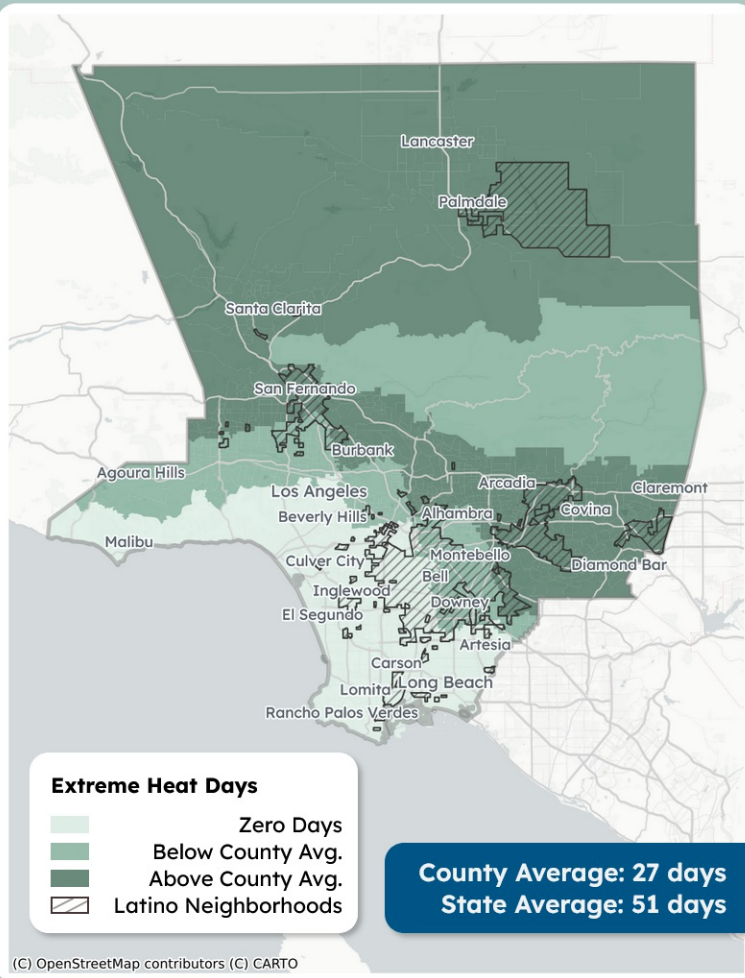 Lancaster
Palmdale
Santa Clarita
San Fernando
Burbank
Agoura Hills
Los Angeles
Arcadia
Claremont
Beverly Hills
Alhambra
Covina
Malibu
Culver City
Montebello
Diamond Bar
Bell
Inglewood
Downey
El Segundo
Artesia
Carson
Lomita
Long Beach
Rancho Palos Verdes
Extreme Heat Days
Zero Days
Below County Avg.
Above County Avg.
Latino Neighborhoods
County Average: 27 days
State Average: 51 days
(C) OpenStreetMap contributors (C) CARTO